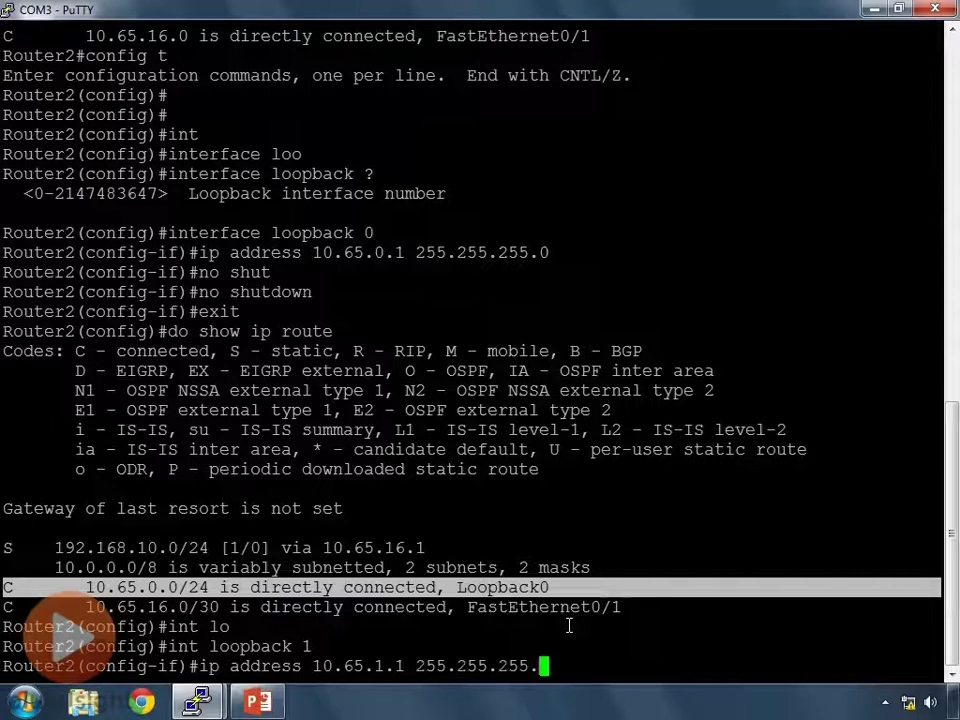 COM3 - PuTTY
C       10.65.16.0 is directly connected, FastEthernet0/1
Router2#config t
Enter configuration commands, one per line.  End with CNTL/Z.
Router2(config)#
Router2(config)#
Router2(config)#int
Router2(config)#interface loo
Router2(config)#interface loopback ?
  <0-2147483647>  Loopback interface number
Router2(config)#interface loopback 0
Router2(config-if)#ip address 10.65.0.1 255.255.255.0
Router2(config-if)#no shut
Router2(config-if)#no shutdown
Router2(config-if)#exit
Router2(config)#do show ip route
Codes: C - connected, S - static, R - RIP, M - mobile, B - BGP
       D - EIGRP, EX - EIGRP external, O - OSPF, IA - OSPF inter area
       N1 - OSPF NSSA external type 1, N2 - OSPF NSSA external type 2
       E1 - OSPF external type 1, E2 - OSPF external type 2
       i - IS-IS, su - IS-IS summary, L1 - IS-IS level-1, L2 - IS-IS level-2
       ia - IS-IS inter area, * - candidate default, U - per-user static route
       o - ODR, P - periodic downloaded static route
Gateway of last resort is not set
S    192.168.10.0/24 [1/0] via 10.65.16.1
     10.0.0.0/8 is variably subnetted, 2 subnets, 2 masks
C       10.65.0.0/24 is directly connected, Loopback0
C       10.65.16.0/30 is directly connected, FastEthernet0/1
Router2(config)#int lo
Router2(config)#int loopback 1
Router2(config-if)#ip address 10.65.1.1 255.255.255.